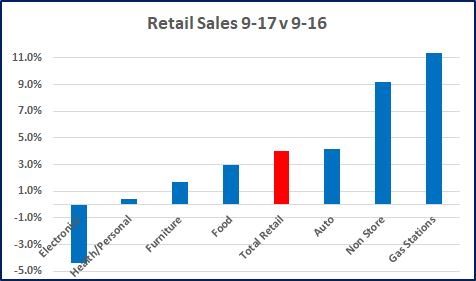 Retail Sales 9-17 v 9-16
11.0%
9.0%
7.0%
5.0%
3.0%
1.0%
-1.0%
-3.0%
-5.0%
Electronics
Health/Personal
Furniture
Food
Total Retail
Auto
Non Store
Gas Stations